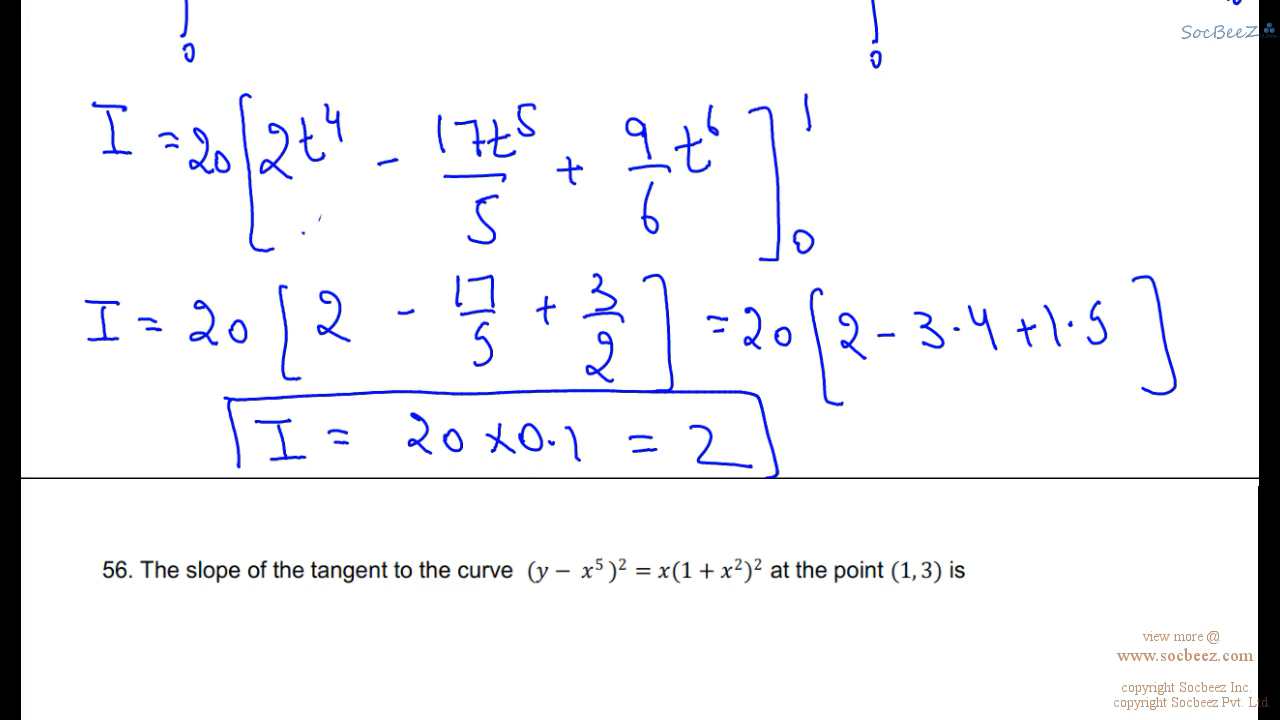 0
0
SocBeeZ
I = 20 [ 2t⁴ - 17t⁵/5 + 9/6 t⁶ ]₀¹
I = 20 [ 2 - 17/5 + 3/2 ] = 20 [ 2 - 3.4 + 1.5 ]
I = 20 × 0.1 = 2
56. The slope of the tangent to the curve (y − x⁵)² = x(1 + x²)² at the point (1, 3) is
view more @
www.socbeez.com
copyright Socbeez Inc.
copyright Socbeez Pvt. Ltd.